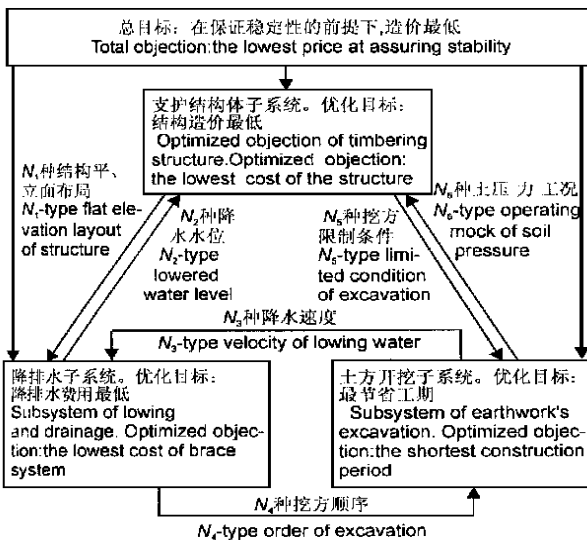 总目标：在保证稳定性的前提下,造价最低
Total objection:the lowest price at assuring stability
支护结构体子系统。优化目标：
结构造价最低
Optimized objection of timbering
structure.Optimized objection:
the lowest cost of the structure
N₁种结构平、
立面布局
N₁-type flat ele-
vation layout
of structure
N₂种降
水水位
N₂-type
lowered
water level
N₅种挖方
限制条件
N₅-type limi-
ted condition
of excavation
N₆种土压 力 工况
N₆-type operating
mock of soil
pressure
N₃种降水速度
N₃-type velocity of lowing water
降排水子系统。优化目标：
降排水费用最低
Subsystem of lowing
and drainage. Optimized objec-
tion:the lowest cost of brace
system
土方开挖子系统。优化目标：
最节省工期
Subsystem of earthwork's
excavation. Optimized objec-
tion:the shortest construction
period
N₄种挖方顺序
N₄-type order of excavation